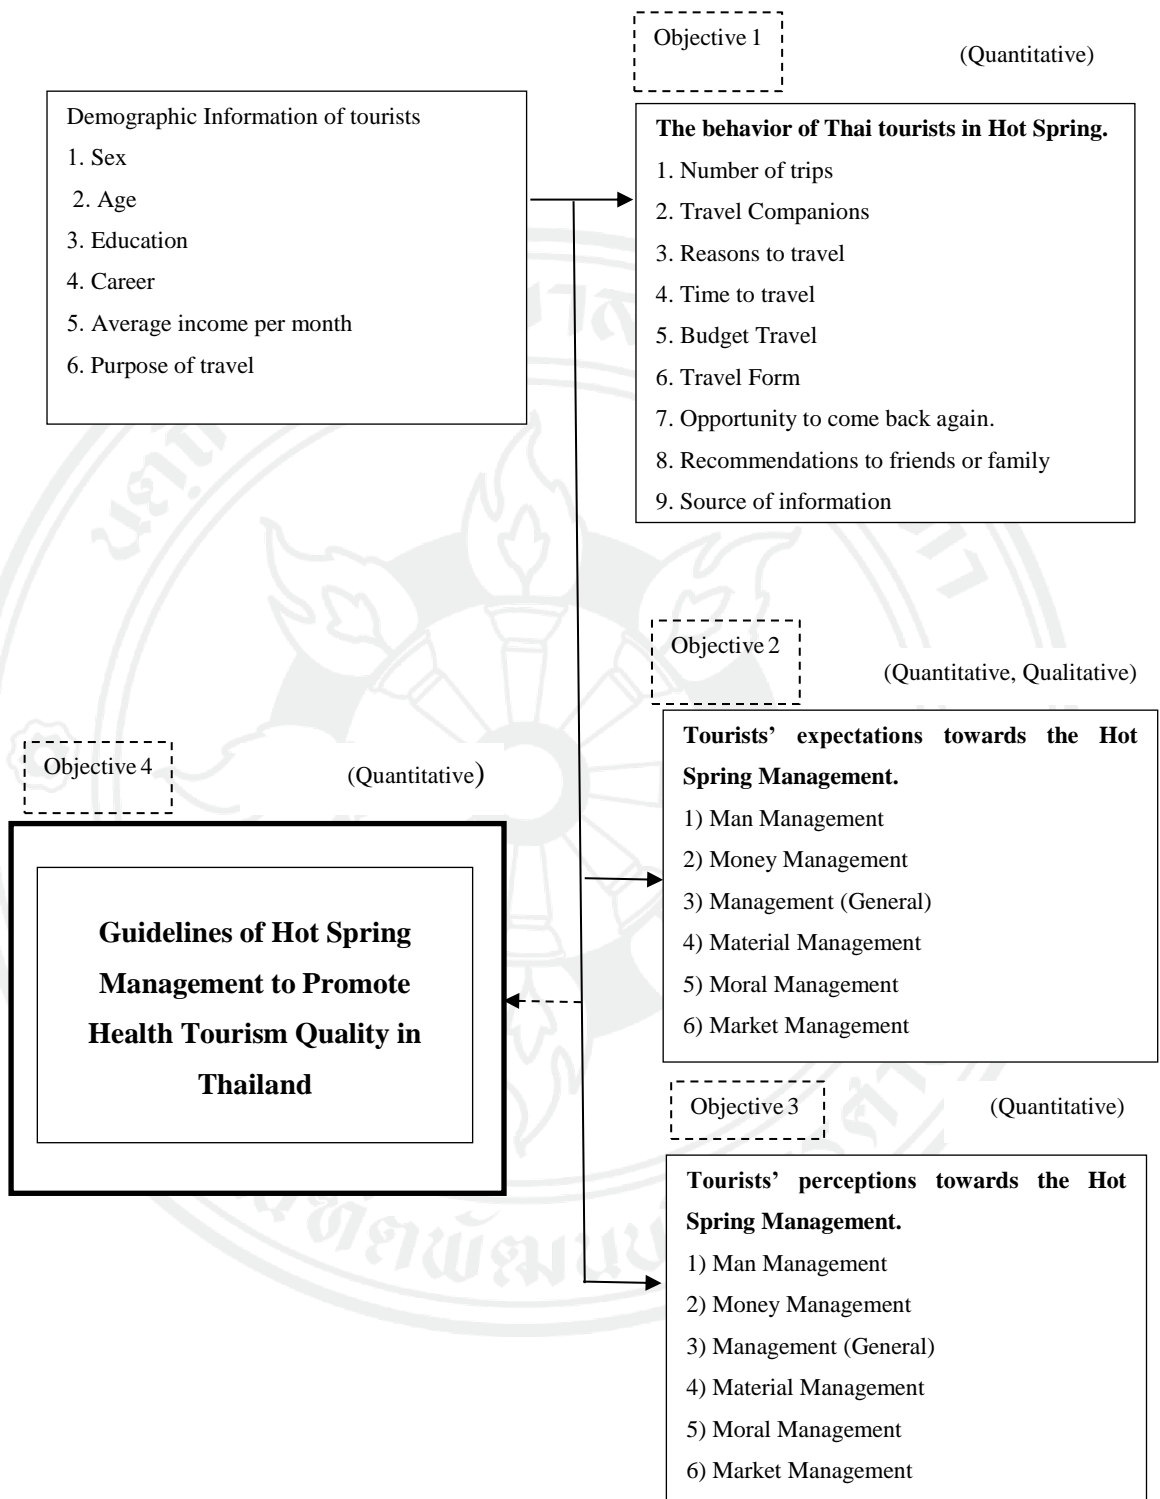 Objective 1
(Quantitative)
Demographic Information of tourists
1. Sex
2. Age
3. Education
4. Career
5. Average income per month
6. Purpose of travel
The behavior of Thai tourists in Hot Spring.
1. Number of trips
2. Travel Companions
3. Reasons to travel
4. Time to travel
5. Budget Travel
6. Travel Form
7. Opportunity to come back again.
8. Recommendations to friends or family
9. Source of information
Objective 2
(Quantitative, Qualitative)
Tourists’ expectations towards the Hot
Spring Management.
1) Man Management
2) Money Management
3) Management (General)
4) Material Management
5) Moral Management
6) Market Management
Objective 4
(Quantitative)
Guidelines of Hot Spring
Management to Promote
Health Tourism Quality in
Thailand
Objective 3
(Quantitative)
Tourists’ perceptions towards the Hot
Spring Management.
1) Man Management
2) Money Management
3) Management (General)
4) Material Management
5) Moral Management
6) Market Management